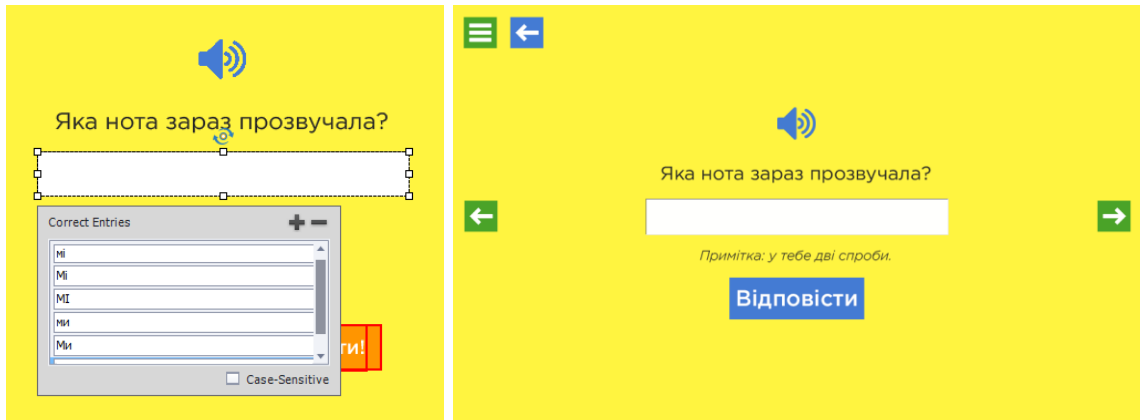 Яка нота зараз прозвучала?
Correct Entries
мі
Мі
МІ
ми
Ми
ти!
Case-Sensitive
Яка нота зараз прозвучала?
Примітка: у тебе дві спроби.
Відповісти